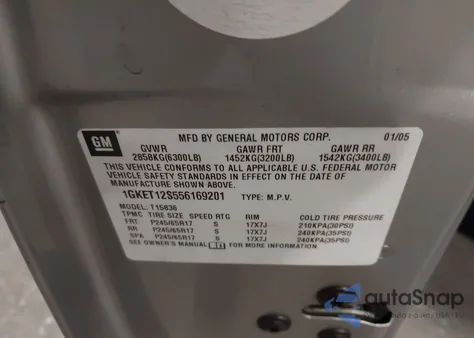 GM
MFD BY GENERAL MOTORS CORP. 01/05
GVWR GAWR FRT GAWR RR
2858KG(6300LB) 1452KG(3200LB) 1542KG(3400LB)
THIS VEHICLE CONFORMS TO ALL APPLICABLE U.S. FEDERAL MOTOR
VEHICLE SAFETY STANDARDS IN EFFECT ON THE DATE OF
MANUFACTURE SHOWN ABOVE.
1GKET12S556169201 TYPE: M.P.V.
MODEL: T15836
TPMC TIRE SIZE SPEED RTG RIM COLD TIRE PRESSURE
FRT P245/65R17 S 17X7J 210KPA(30PSI)
RR P245/65R17 S 17X7J 240KPA(35PSI)
SPA P245/65R17 S 17X7J 240KPA(35PSI)
SEE OWNER'S MANUAL FOR MORE INFORMATION.
autaSnap